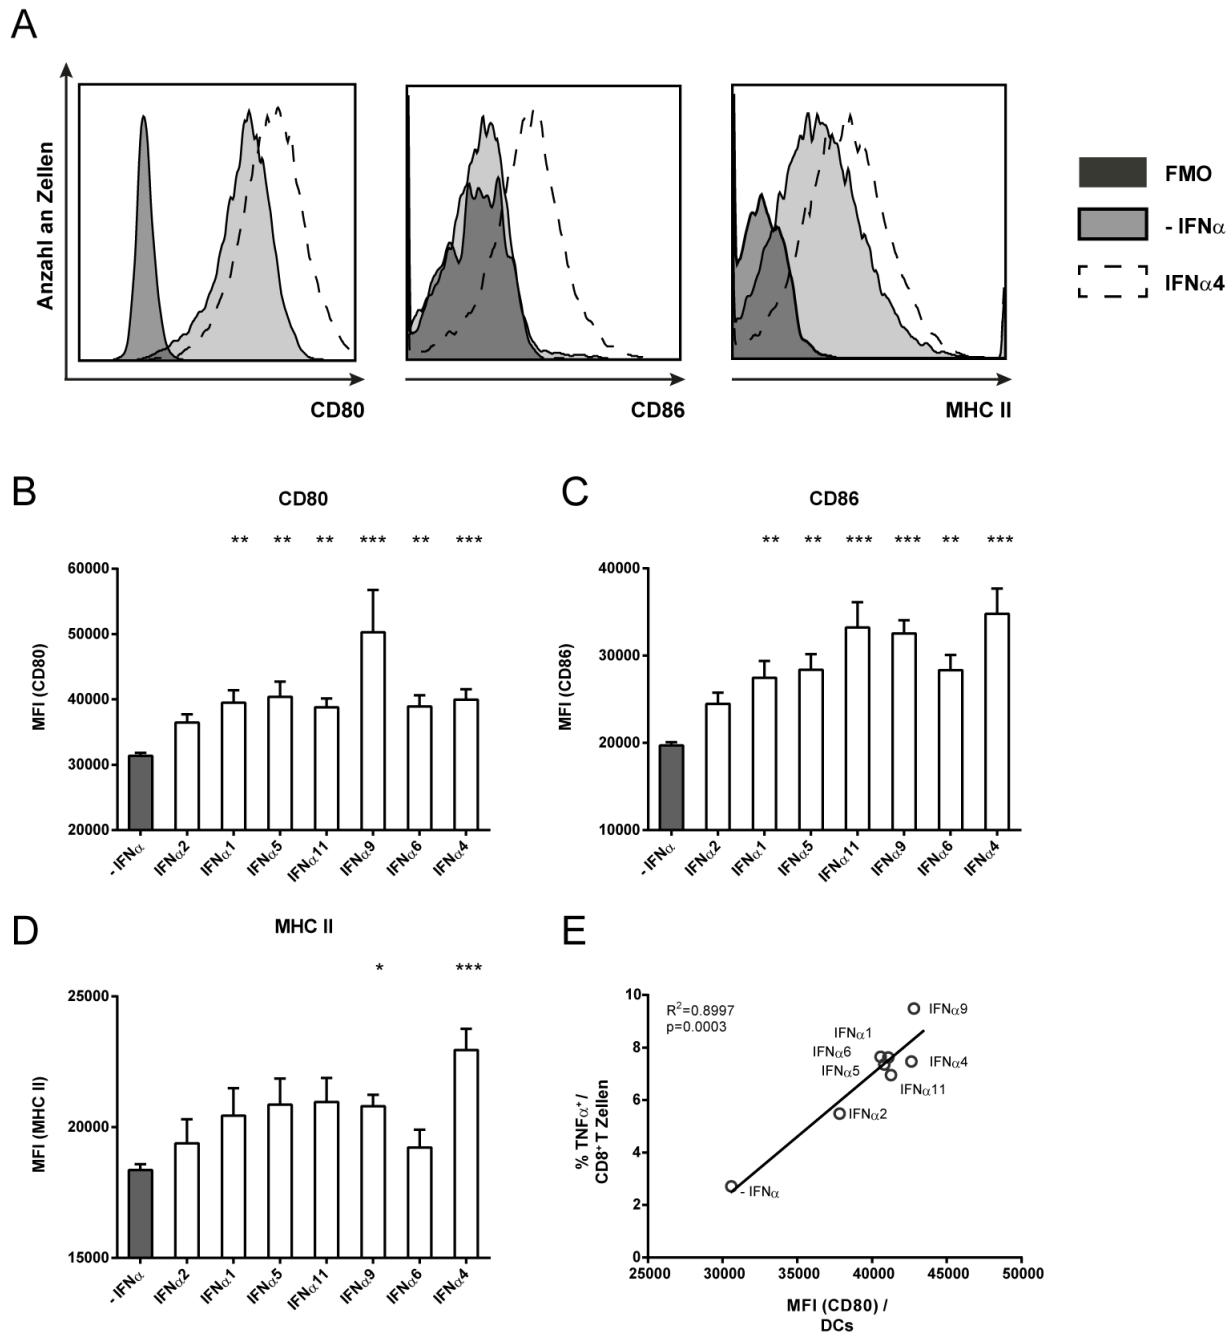 A
Anzahl an Zellen
CD80
CD86
MHC II
FMO
- IFNα
IFNα4
B
CD80
** ** ** *** ** ***
MFI (CD80)
60000
50000
40000
30000
20000
- IFNα
IFNα2
IFNα1
IFNα5
IFNα11
IFNα9
IFNα6
IFNα4
C
CD86
** ** *** *** ** ***
MFI (CD86)
40000
30000
20000
10000
- IFNα
IFNα2
IFNα1
IFNα5
IFNα11
IFNα9
IFNα6
IFNα4
D
MHC II
* ***
MFI (MHC II)
25000
20000
15000
- IFNα
IFNα2
IFNα1
IFNα5
IFNα11
IFNα9
IFNα6
IFNα4
E
R²=0.8997
p=0.0003
% TNFα⁺/
CD8⁺T Zellen
10
8
6
4
2
0
IFNα9
IFNα1
IFNα6
IFNα5
IFNα4
IFNα11
IFNα2
- IFNα
25000 30000 35000 40000 45000 50000
MFI (CD80) /
DCs